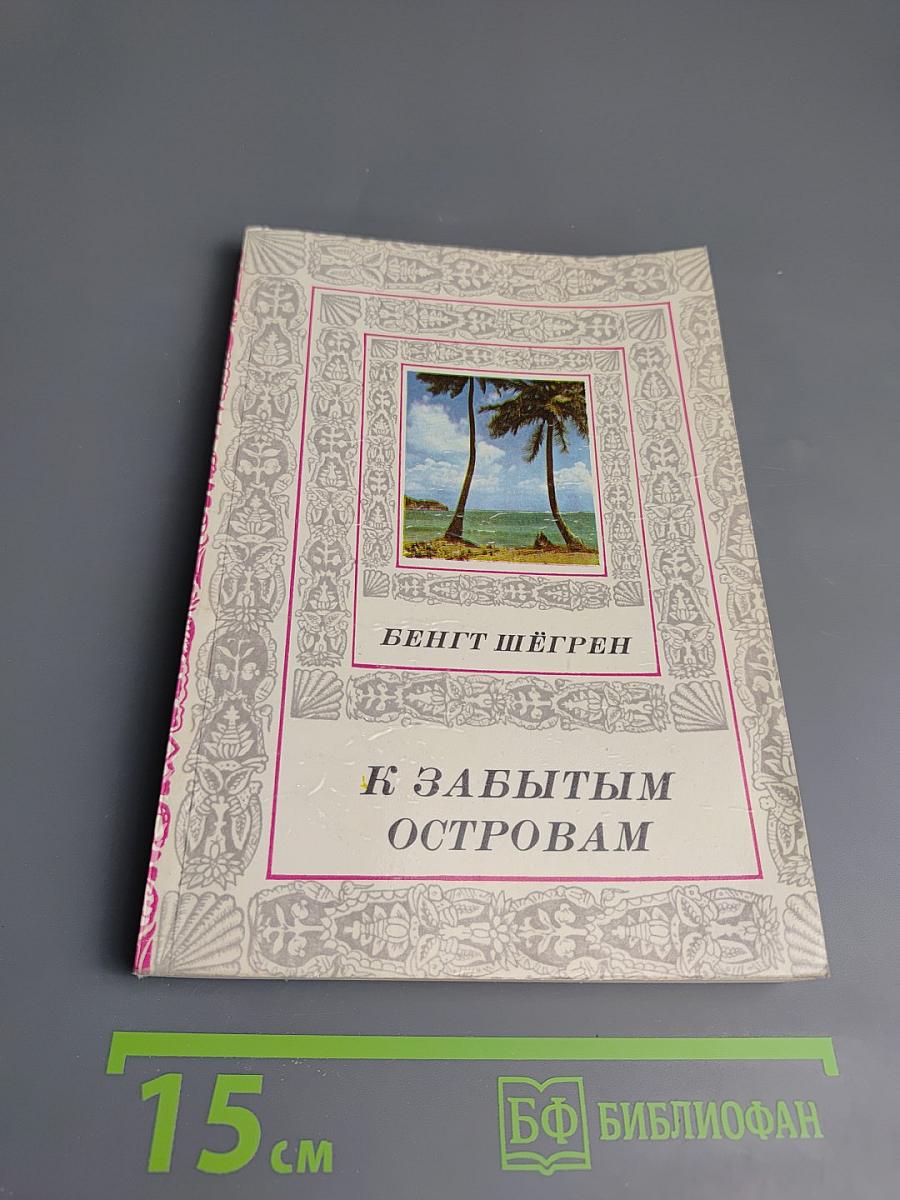 БЕНГТ ШЁГРЕН
К ЗАБЫТЫМ
ОСТРОВАМ
15 см
БФ БИБЛИОФАН